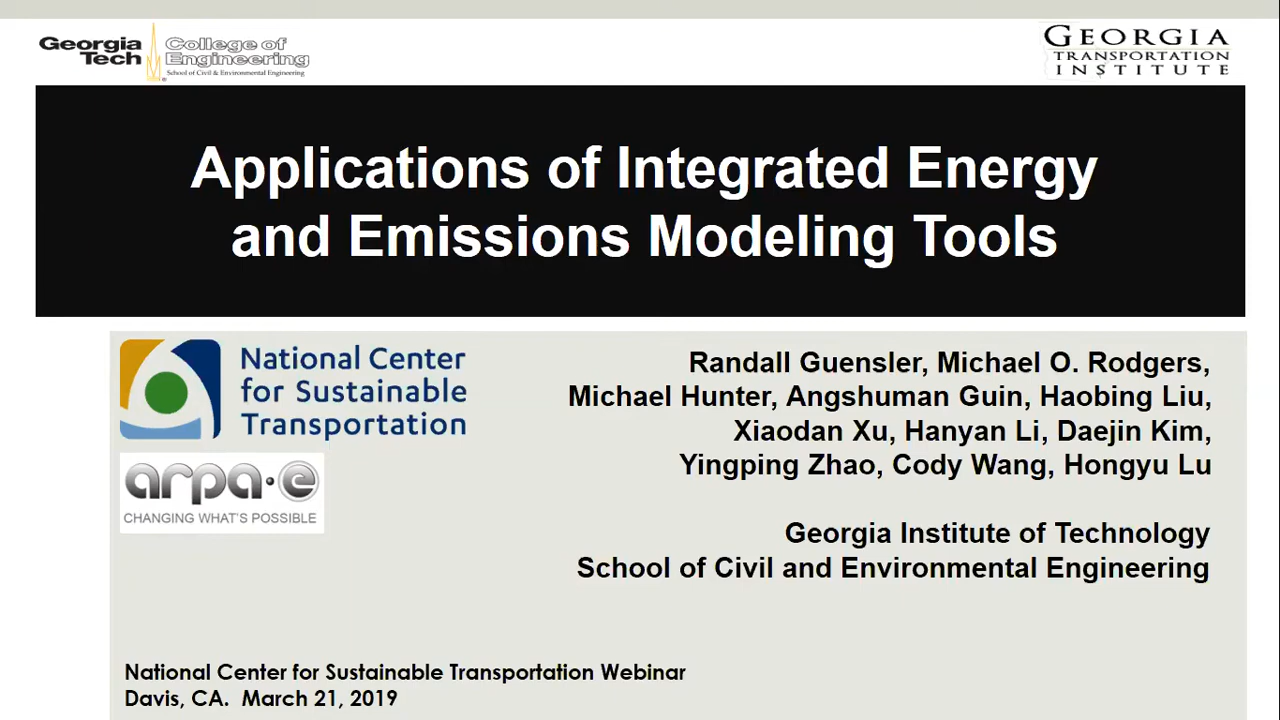 Georgia Tech
College of Engineering
School of Civil & Environmental Engineering
GEORGIA
TRANSPORTATION
INSTITUTE
Applications of Integrated Energy
and Emissions Modeling Tools
National Center
for Sustainable
Transportation
arpa·e
CHANGING WHAT'S POSSIBLE
Randall Guensler, Michael O. Rodgers,
Michael Hunter, Angshuman Guin, Haobing Liu,
Xiaodan Xu, Hanyan Li, Daejin Kim,
Yingping Zhao, Cody Wang, Hongyu Lu
Georgia Institute of Technology
School of Civil and Environmental Engineering
National Center for Sustainable Transportation Webinar
Davis, CA.  March 21, 2019